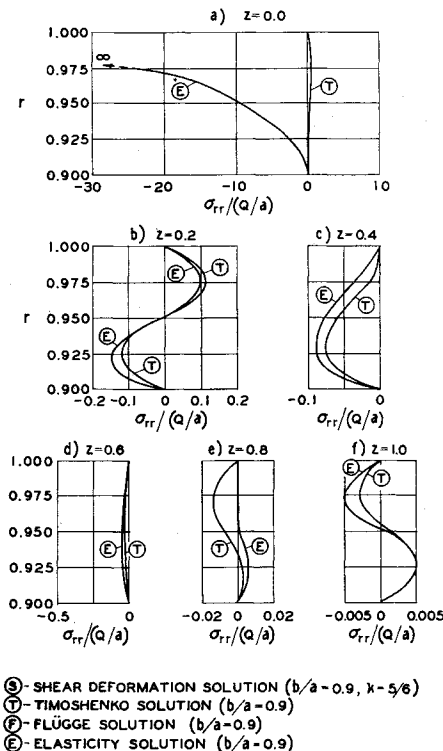 a) z=0.0
1.000
∞
0.975
r
0.950
0.925
0.900
E
T
-30 -20 -10 0 10
σrr/(Q/a)
b) z=0.2
c) z=0.4
1.000
0.975
r
0.950
0.925
0.900
E
T
E
T
E
T
-0.2 -0.1 0 0.1 0.2
-0.1 0
σrr/(Q/a)
σrr/(Q/a)
d) z=0.6
e) z=0.8
f) z=1.0
1.000
0.975
0.950
0.925
0.900
E
T
T
E
E
T
-0.5 0
-0.02 0 0.02
-0.005 0 0.005
σrr/(Q/a)
σrr/(Q/a)
σrr/(Q/a)
S - SHEAR DEFORMATION SOLUTION (b/a=0.9, k=5/6)
T - TIMOSHENKO SOLUTION (b/a=0.9)
F - FLÜGGE SOLUTION (b/a=0.9)
E - ELASTICITY SOLUTION (b/a=0.9)